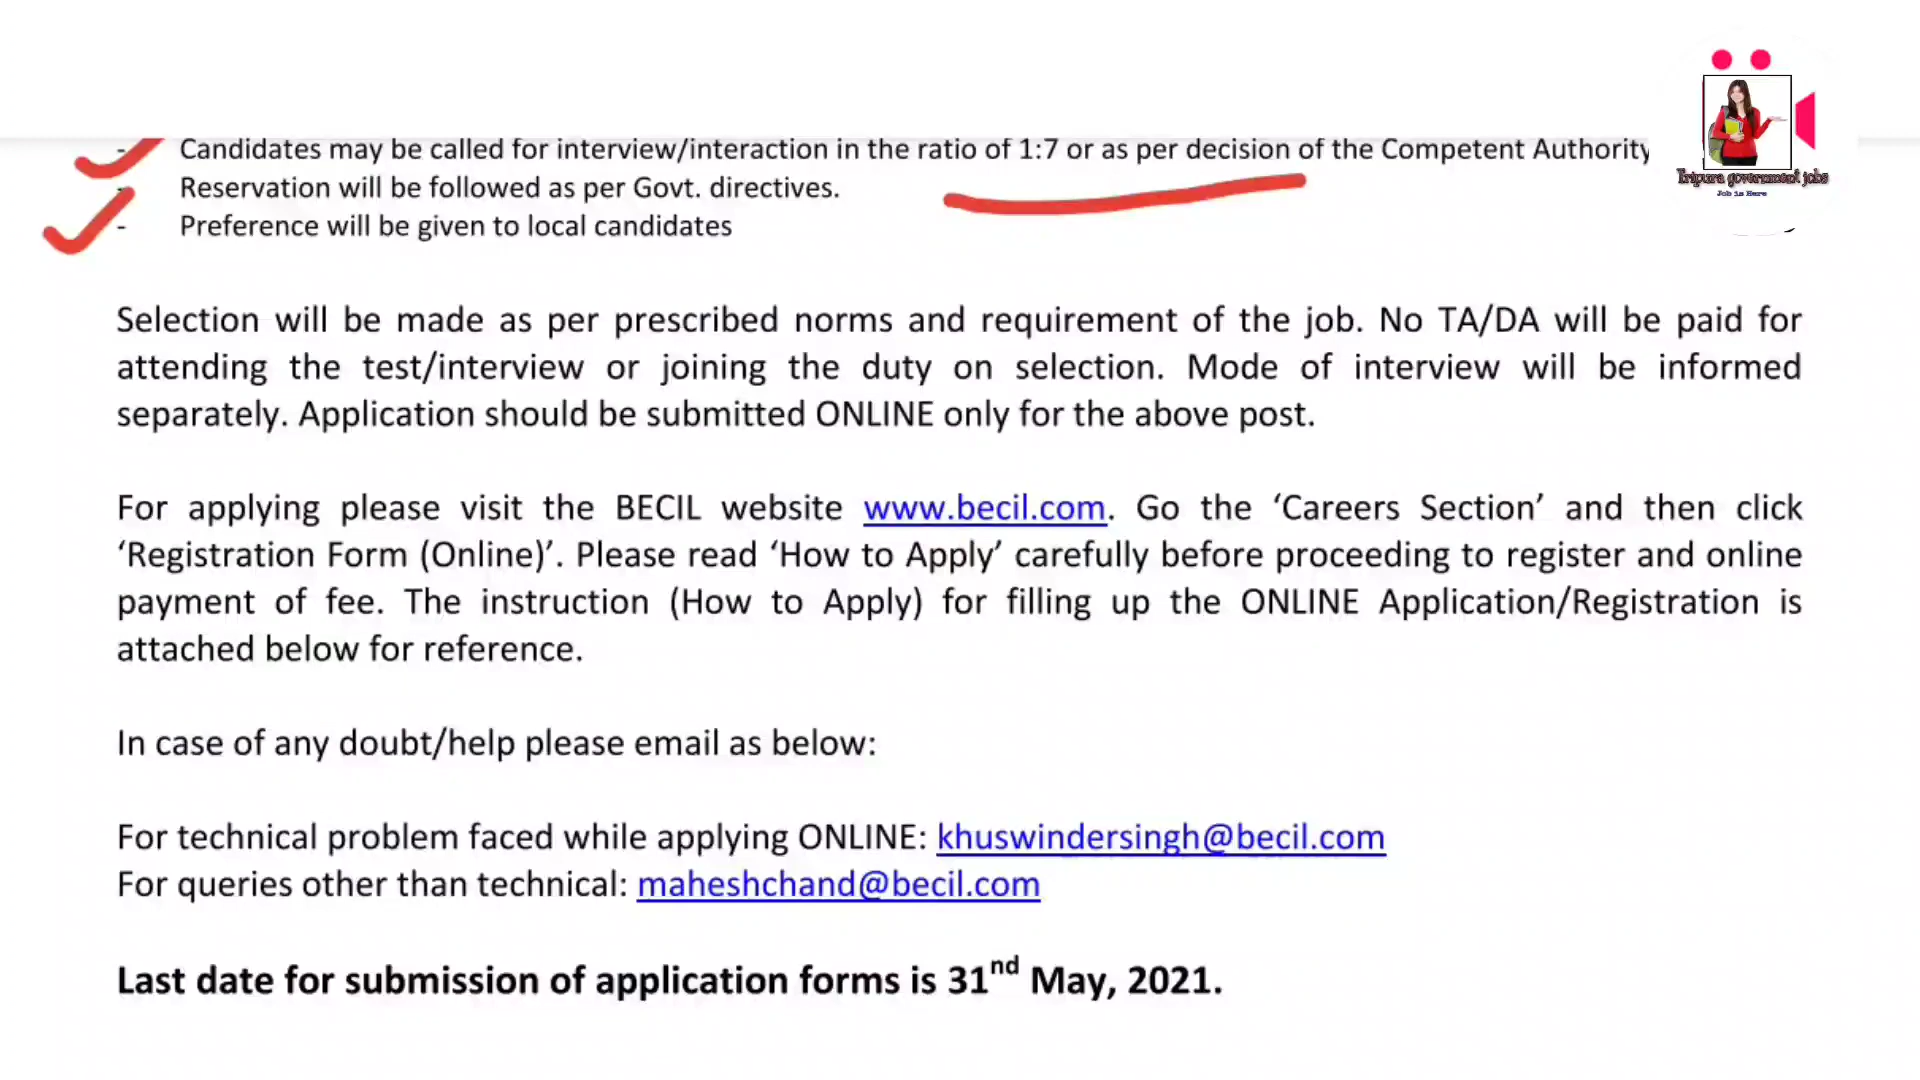 - Candidates may be called for interview/interaction in the ratio of 1:7 or as per decision of the Competent Authority
- Reservation will be followed as per Govt. directives.
- Preference will be given to local candidates
Tripura government jobs
Job is Here
Selection will be made as per prescribed norms and requirement of the job. No TA/DA will be paid for
attending the test/interview or joining the duty on selection. Mode of interview will be informed
separately. Application should be submitted ONLINE only for the above post.
For applying please visit the BECIL website www.becil.com. Go the ‘Careers Section’ and then click
‘Registration Form (Online)’. Please read ‘How to Apply’ carefully before proceeding to register and online
payment of fee. The instruction (How to Apply) for filling up the ONLINE Application/Registration is
attached below for reference.
In case of any doubt/help please email as below:
For technical problem faced while applying ONLINE: khuswindersingh@becil.com
For queries other than technical: maheshchand@becil.com
Last date for submission of application forms is 31nd May, 2021.